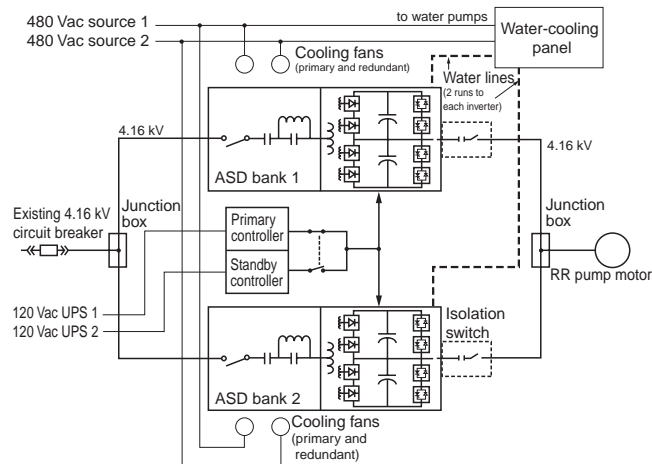 480 Vac source 1
480 Vac source 2
to water pumps
Water-cooling
panel
Cooling fans
(primary and redundant)
Water lines
(2 runs to
each inverter)
4.16 kV
ASD bank 1
4.16 kV
Existing 4.16 kV
circuit breaker
Junction
box
Primary
controller
Standby
controller
Junction
box
RR pump motor
120 Vac UPS 1
120 Vac UPS 2
Isolation
switch
ASD bank 2
Cooling fans
(primary and
redundant)